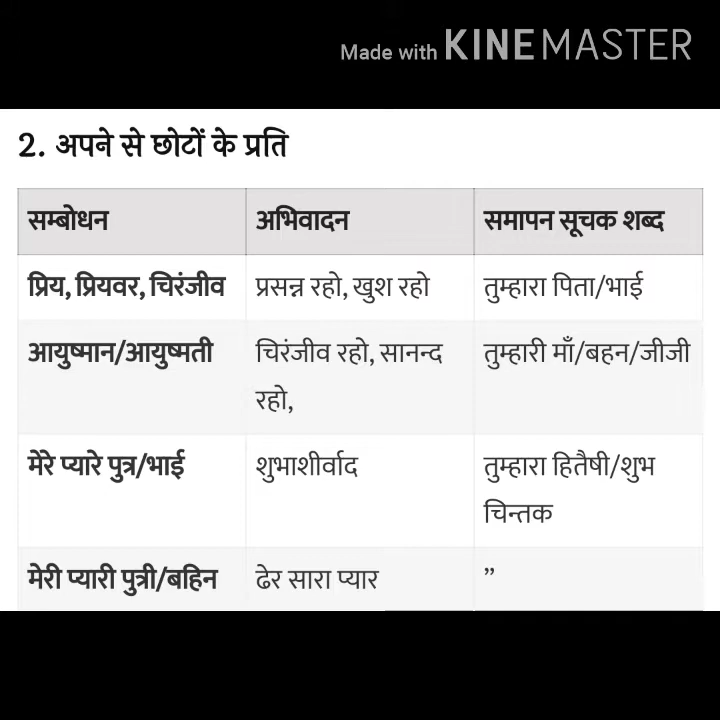 Made with KINEMASTER
2. अपने से छोटों के प्रति
सम्बोधन अभिवादन समापन सूचक शब्द
प्रिय, प्रियवर, चिरंजीव प्रसन्न रहो, खुश रहो तुम्हारा पिता/भाई
आयुष्मान/आयुष्मती चिरंजीव रहो, सानन्द रहो, तुम्हारी माँ/बहन/जीजी
मेरे प्यारे पुत्र/भाई शुभाशीर्वाद तुम्हारा हितैषी/शुभ चिन्तक
मेरी प्यारी पुत्री/बहिन ढेर सारा प्यार ”